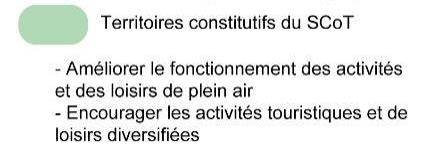 Territoires constitutifs du SCoT
- Améliorer le fonctionnement des activités
et des loisirs de plein air
- Encourager les activités touristiques et de
loisirs diversifiées